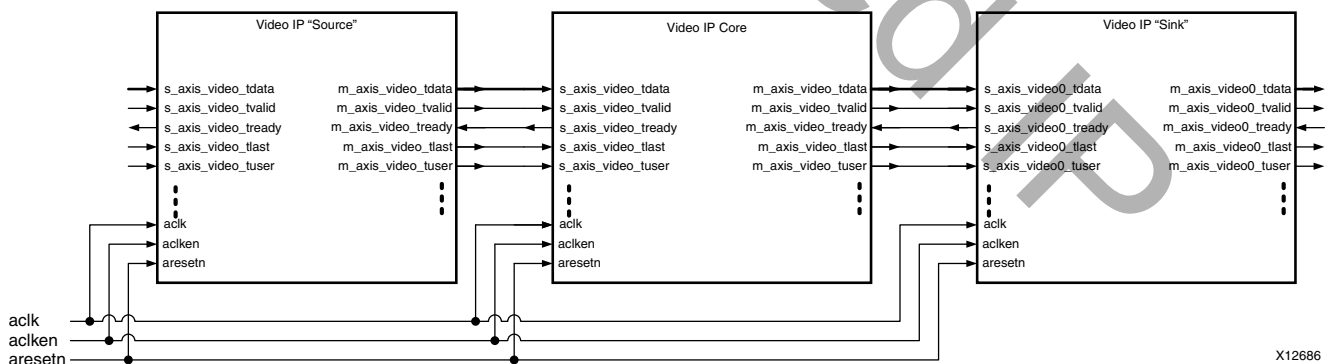 Video IP “Source”
s_axis_video_tdata
s_axis_video_tvalid
s_axis_video_tready
s_axis_video_tlast
s_axis_video_tuser
m_axis_video_tdata
m_axis_video_tvalid
m_axis_video_tready
m_axis_video_tlast
m_axis_video_tuser
aclk
aclken
aresetn
Video IP Core
s_axis_video_tdata
s_axis_video_tvalid
s_axis_video_tready
s_axis_video_tlast
s_axis_video_tuser
m_axis_video_tdata
m_axis_video_tvalid
m_axis_video_tready
m_axis_video_tlast
m_axis_video_tuser
aclk
aclken
aresetn
Video IP “Sink”
s_axis_video0_tdata
s_axis_video0_tvalid
s_axis_video0_tready
s_axis_video0_tlast
s_axis_video0_tuser
m_axis_video0_tdata
m_axis_video0_tvalid
m_axis_video0_tready
m_axis_video0_tlast
m_axis_video0_tuser
aclk
aclken
aresetn
aclk
aclken
aresetn
X12686